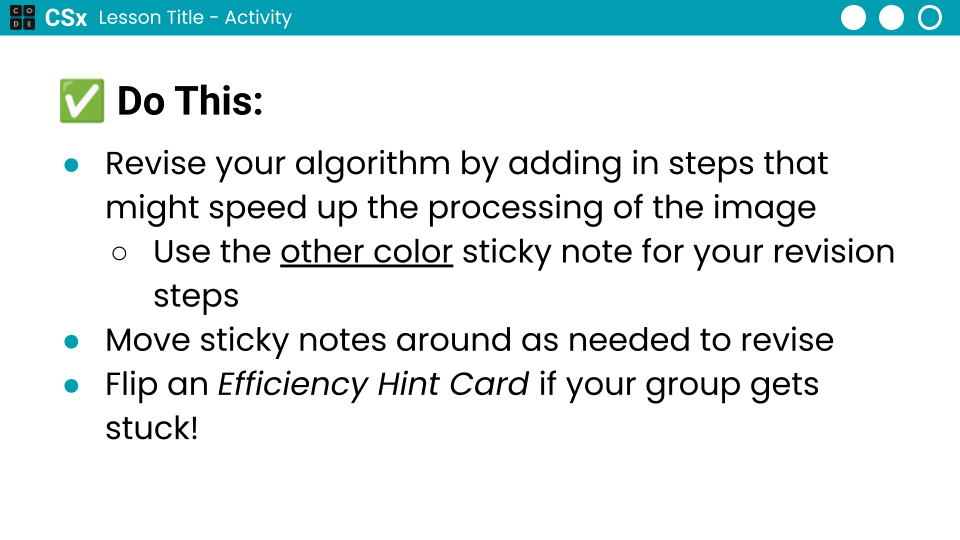 CODE CSx Lesson Title - Activity
✅ Do This:
● Revise your algorithm by adding in steps that
might speed up the processing of the image
○ Use the other color sticky note for your revision
steps
● Move sticky notes around as needed to revise
● Flip an Efficiency Hint Card if your group gets
stuck!